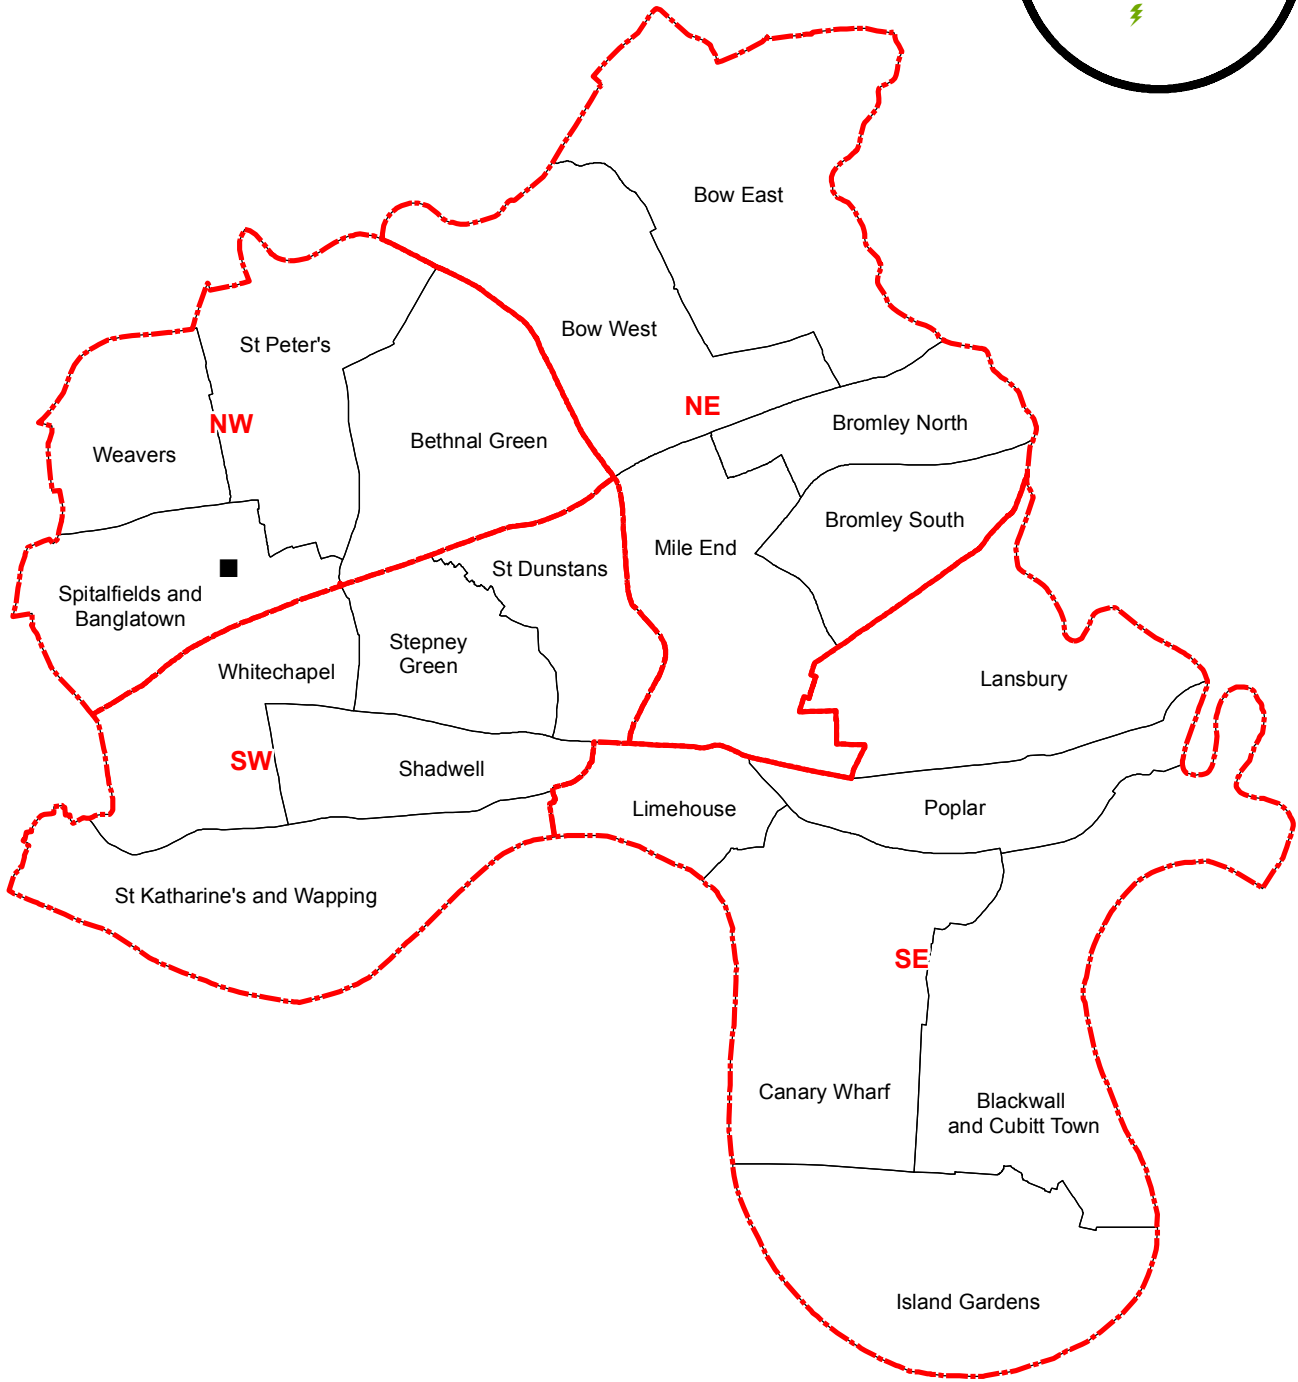 Bow East
Bow West
St Peter's
NE
NW
Bromley North
Bethnal Green
Weavers
Bromley South
Mile End
St Dunstans
Spitalfields and
Banglatown
Stepney
Green
Whitechapel
Lansbury
SW
Shadwell
Limehouse
Poplar
St Katharine's and Wapping
SE
Canary Wharf
Blackwall
and Cubitt Town
Island Gardens